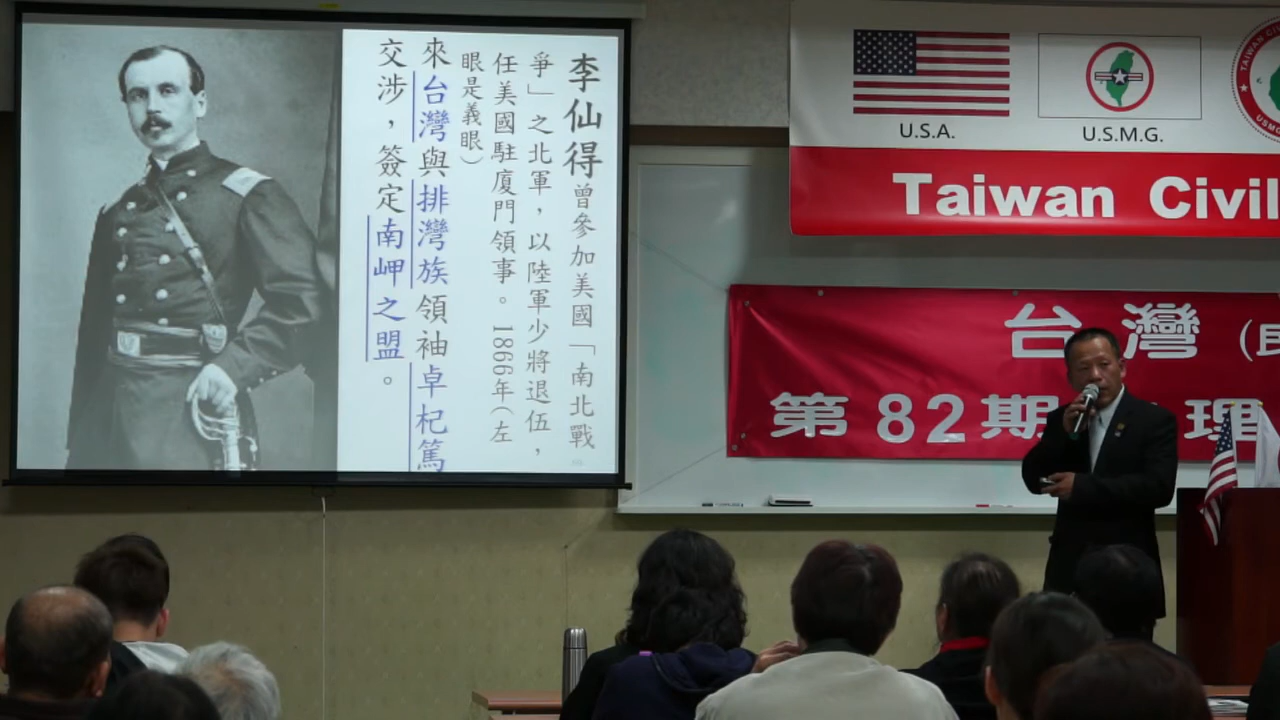 李仙得曾參加美國「南北戰
爭」之北軍，以陸軍少將退伍，
任美國駐廈門領事。1866年(左
眼是義眼)
來台灣與排灣族領袖卓杞篤
交涉，簽定南岬之盟。
U.S.A.
U.S.M.G.
Taiwan Civil
台灣(民
第82期 理